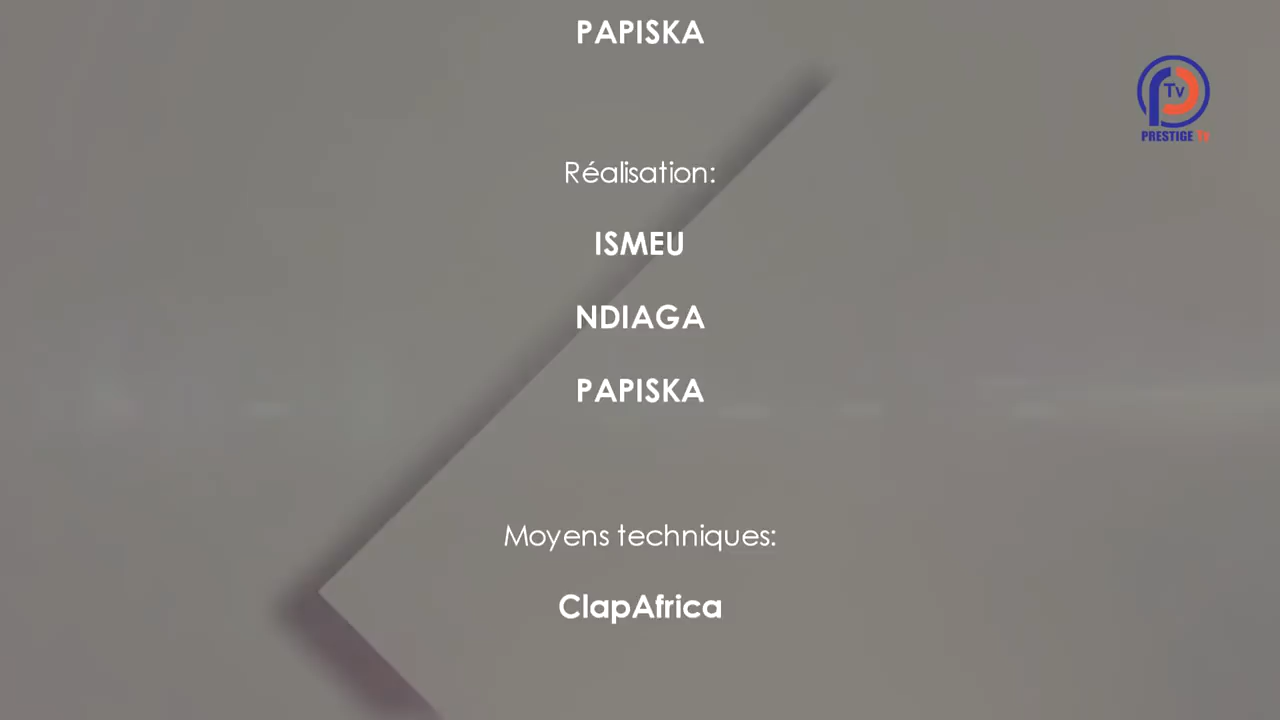 PAPISKA
Tv
PRESTIGE Tv
Réalisation:
ISMEU
NDIAGA
PAPISKA
Moyens techniques:
ClapAfrica